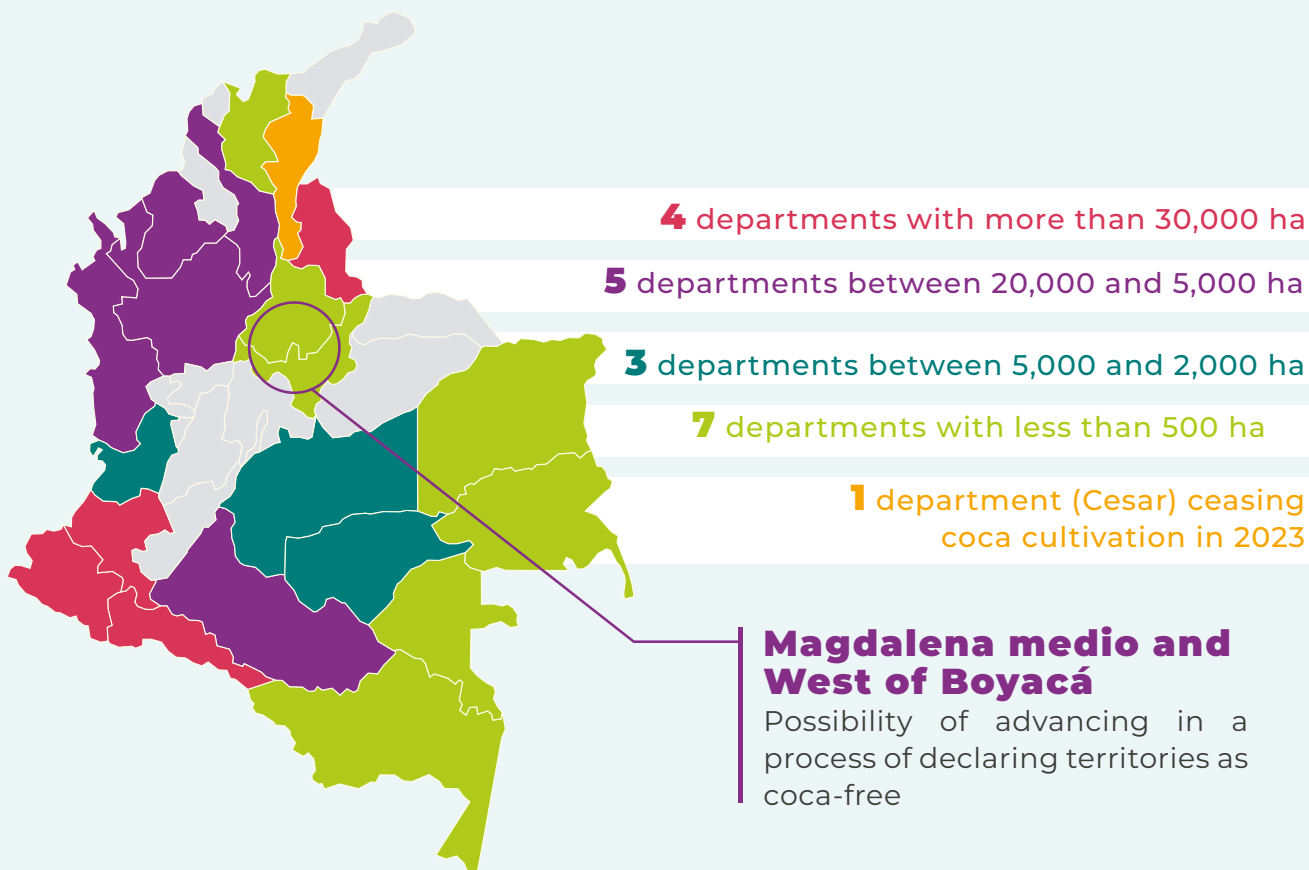 4 departments with more than 30,000 ha
5 departments between 20,000 and 5,000 ha
3 departments between 5,000 and 2,000 ha
7 departments with less than 500 ha
1 department (Cesar) ceasing
coca cultivation in 2023
Magdalena medio and
West of Boyacá
Possibility of advancing in a
process of declaring territories as
coca-free